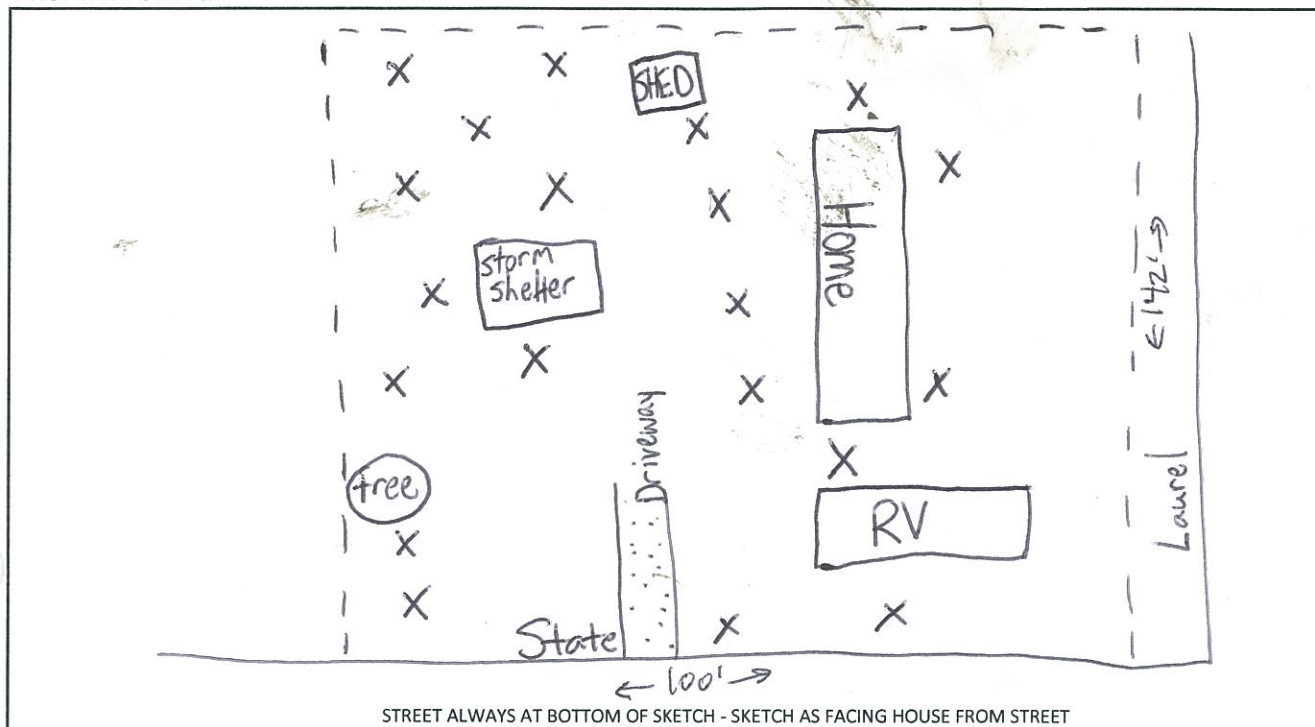 SHED
Home
storm
shelter
←142'→
Driveway
tree
RV
Laurel
State
←100'→
STREET ALWAYS AT BOTTOM OF SKETCH - SKETCH AS FACING HOUSE FROM STREET